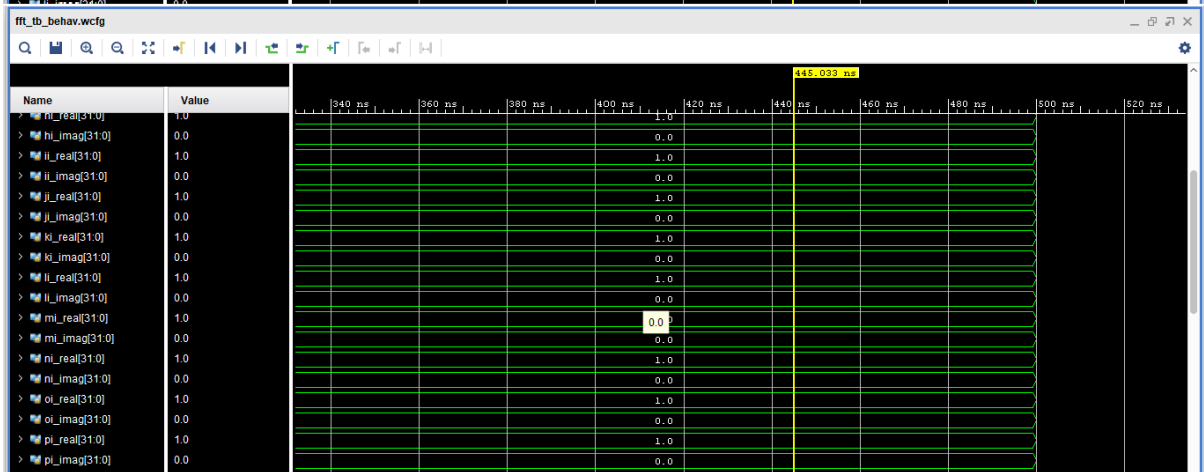 fft_tb_behav.wcfg
445.033 ns
Name Value
340 ns 360 ns 380 ns 400 ns 420 ns 440 ns 460 ns 480 ns 500 ns 520 ns
hi_real[31:0] 1.0 1.0
hi_imag[31:0] 0.0 0.0
ii_real[31:0] 1.0 1.0
ii_imag[31:0] 0.0 0.0
ji_real[31:0] 1.0 1.0
ji_imag[31:0] 0.0 0.0
ki_real[31:0] 1.0 1.0
ki_imag[31:0] 0.0 0.0
li_real[31:0] 1.0 1.0
li_imag[31:0] 0.0 0.0
mi_real[31:0] 1.0 0.0
mi_imag[31:0] 0.0 0.0
ni_real[31:0] 1.0 1.0
ni_imag[31:0] 0.0 0.0
oi_real[31:0] 1.0 1.0
oi_imag[31:0] 0.0 0.0
pi_real[31:0] 1.0 1.0
pi_imag[31:0] 0.0 0.0